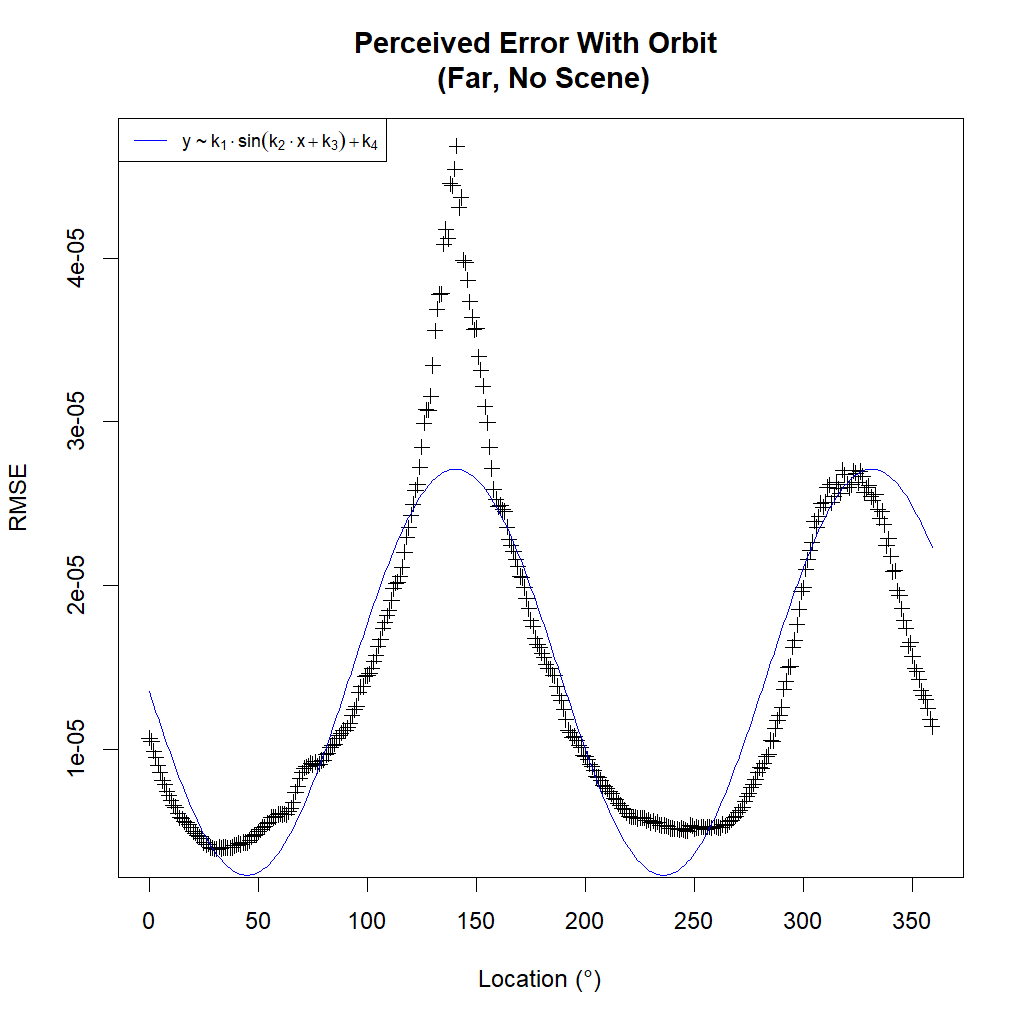 Perceived Error With Orbit
(Far, No Scene)
y ~ k₁ · sin(k₂ · x + k₃) + k₄
4e-05
3e-05
2e-05
1e-05
RMSE
0 50 100 150 200 250 300 350
Location (°)